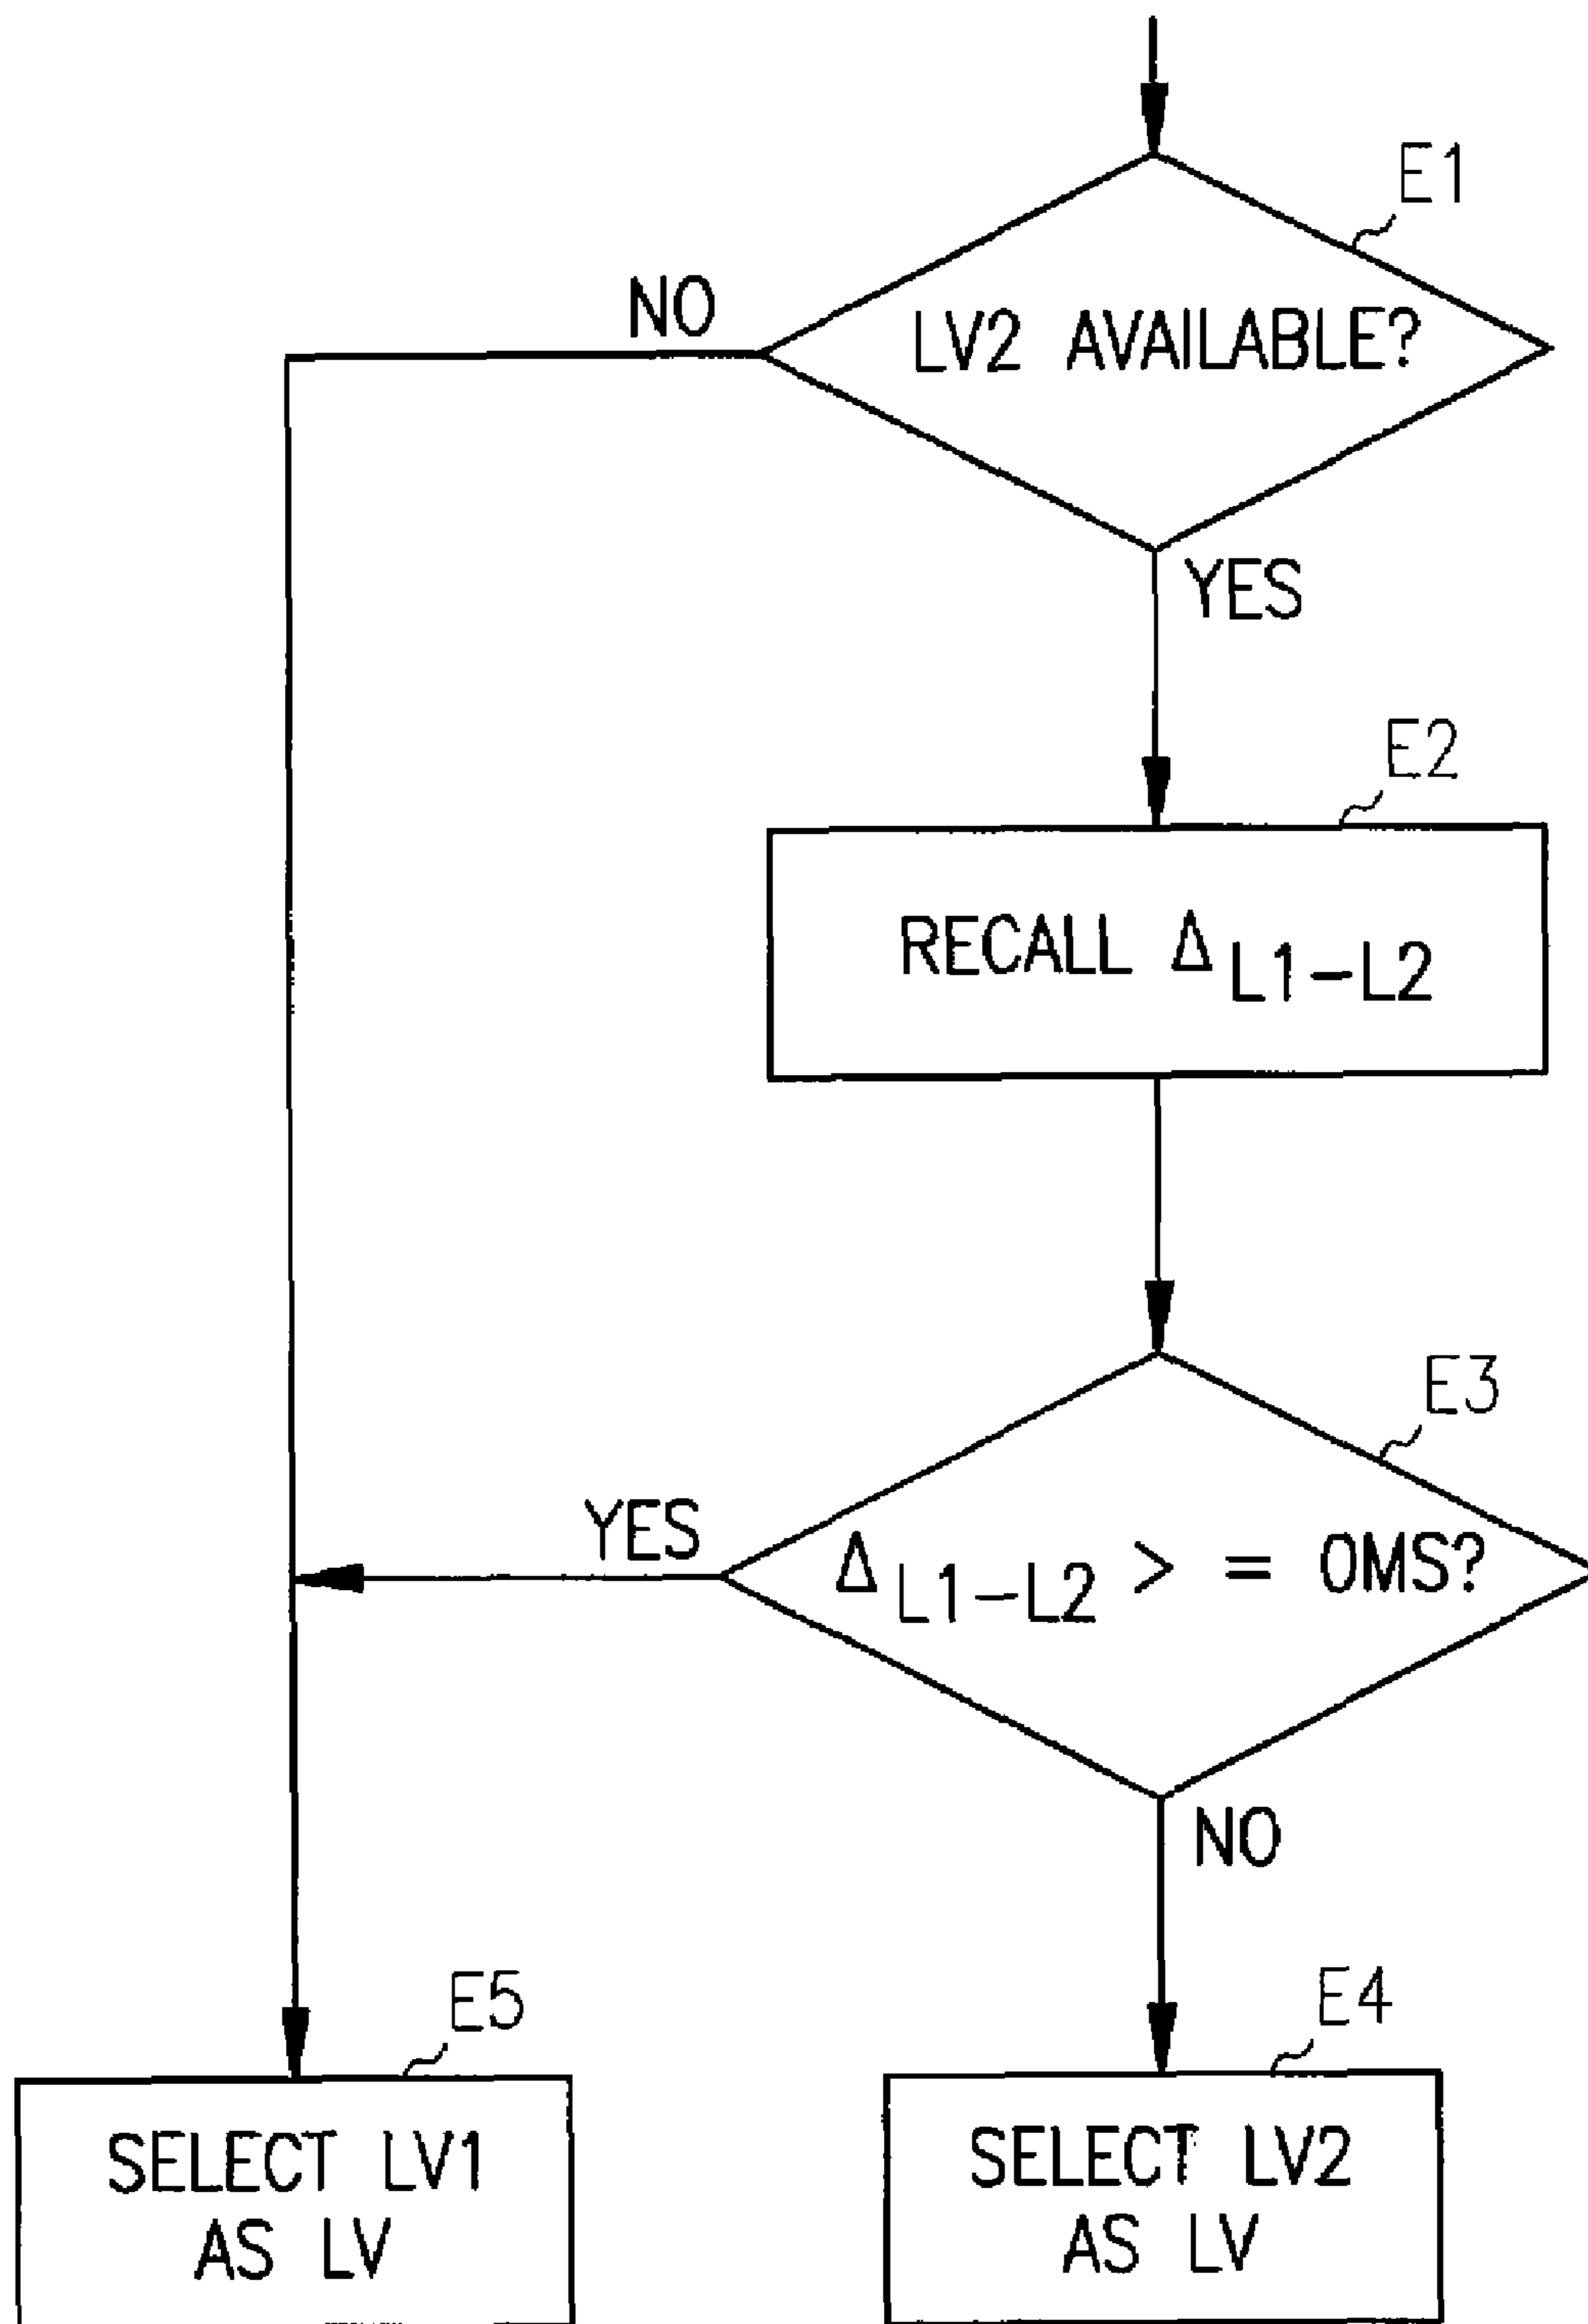 E1
NO
LV2 AVAILABLE?
YES
E2
RECALL Δ L1-L2
E3
YES
Δ L1-L2 > = OMS?
NO
E5
E4
SELECT LV1
AS LV
SELECT LV2
AS LV